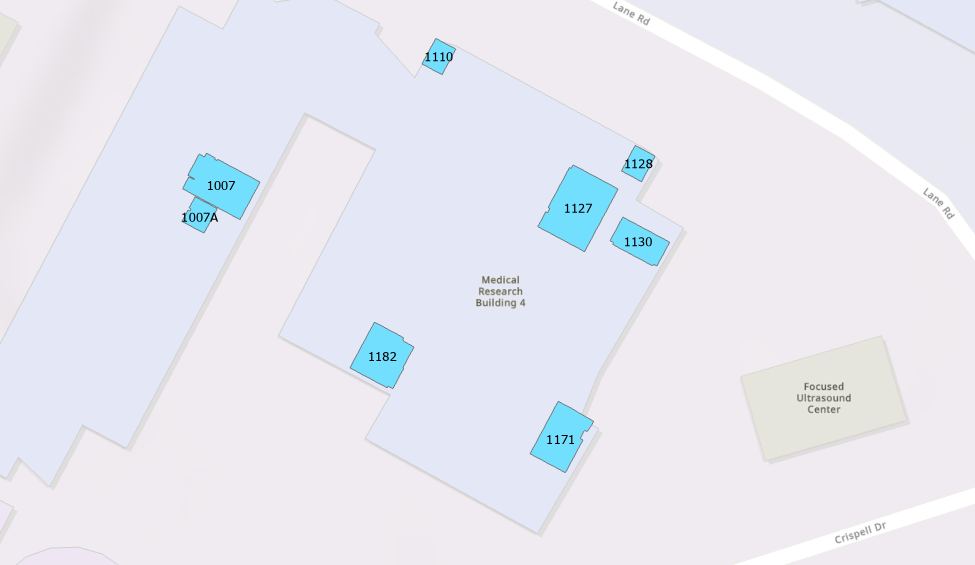 Lane Rd
1110
1128
1007
Lane Rd
1127
1007A
1130
Medical
Research
Building 4
1182
Focused
Ultrasound
Center
1171
Crispell Dr